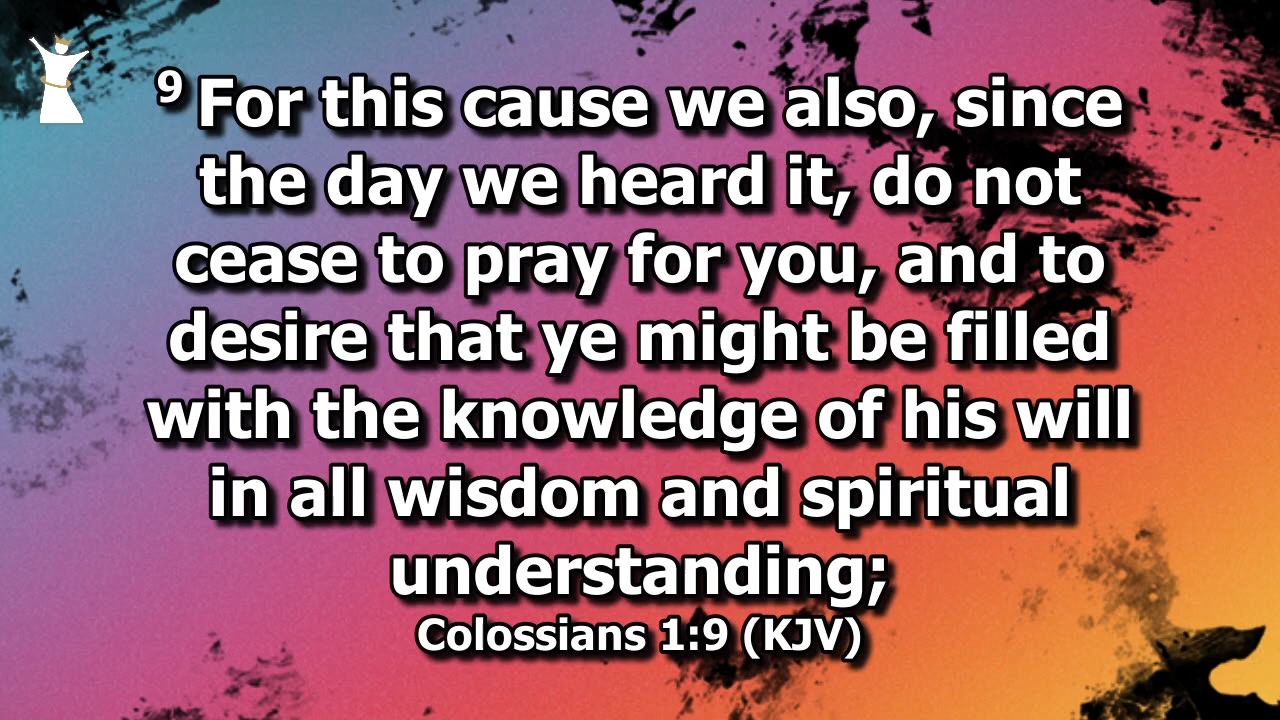 9 For this cause we also, since
the day we heard it, do not
cease to pray for you, and to
desire that ye might be filled
with the knowledge of his will
in all wisdom and spiritual
understanding;
Colossians 1:9 (KJV)